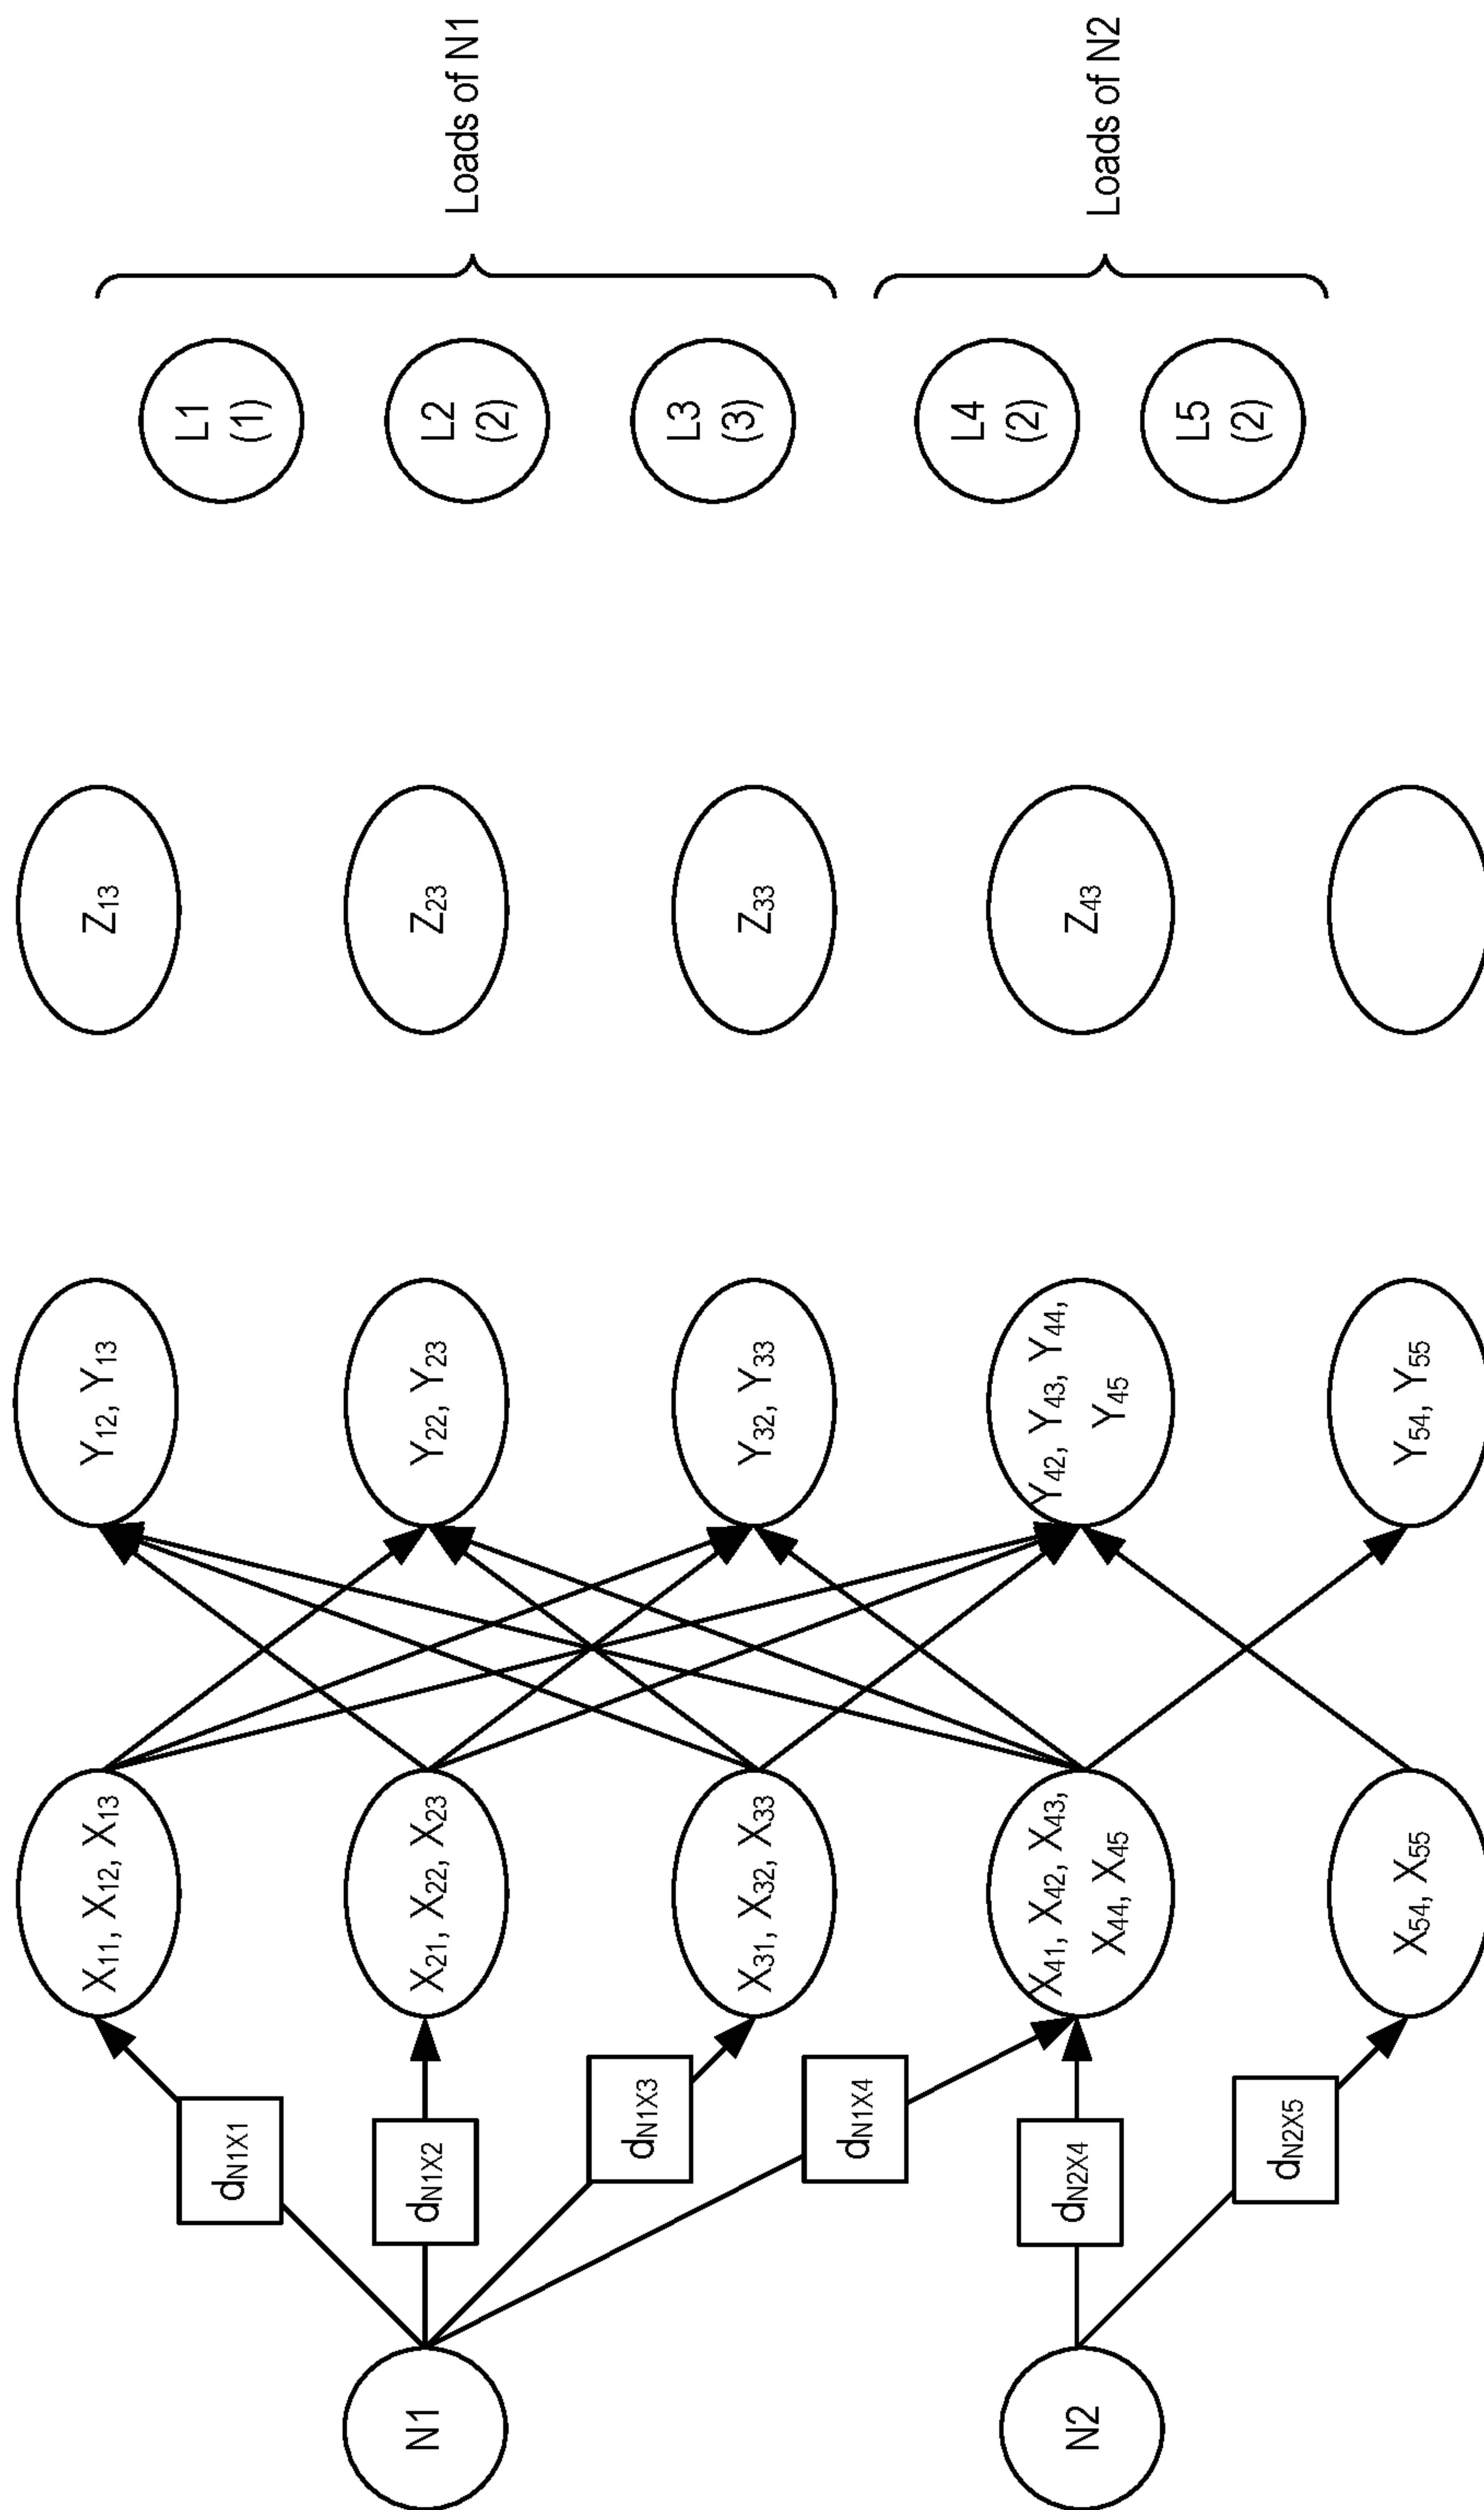 N1
N2
dN1X1
dN1X2
dN1X3
dN1X4
dN2X4
dN2X5
X11, X12, X13
X21, X22, X23
X31, X32, X33
X41, X42, X43,
X44, X45
X54, X55
Y12, Y13
Y22, Y23
Y32, Y33
Y42, Y43, Y44,
Y45
Y54, Y55
Z13
Z23
Z33
Z43
L1
(1)
L2
(2)
L3
(3)
L4
(2)
L5
(2)
Loads of N1
Loads of N2